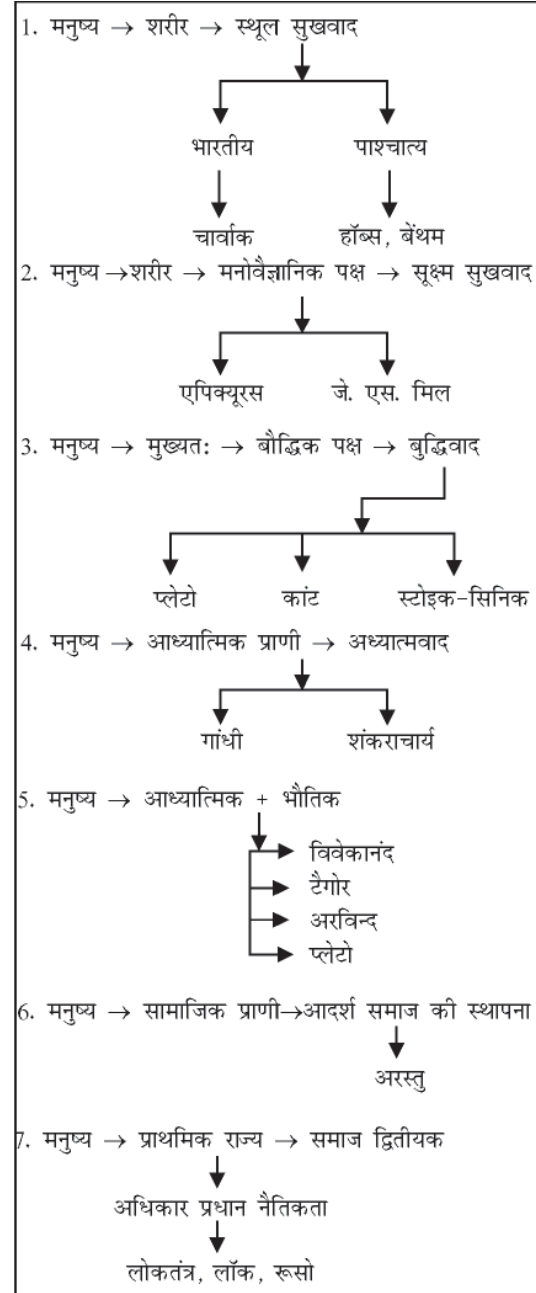 1. मनुष्य → शरीर → स्थूल सुखवाद
भारतीय पाश्चात्य
चार्वाक हॉब्स, बेंथम
2. मनुष्य →शरीर → मनोवैज्ञानिक पक्ष → सूक्ष्म सुखवाद
एपिक्यूरस जे. एस. मिल
3. मनुष्य → मुख्यतः → बौद्धिक पक्ष → बुद्धिवाद
प्लेटो कांट स्टोइक-सिनिक
4. मनुष्य → आध्यात्मिक प्राणी → अध्यात्मवाद
गांधी शंकराचार्य
5. मनुष्य → आध्यात्मिक + भौतिक
विवेकानंद
टैगोर
अरविन्द
प्लेटो
6. मनुष्य → सामाजिक प्राणी→आदर्श समाज की स्थापना
अरस्तु
7. मनुष्य → प्राथमिक राज्य → समाज द्वितीयक
अधिकार प्रधान नैतिकता
लोकतंत्र, लॉक, रूसो